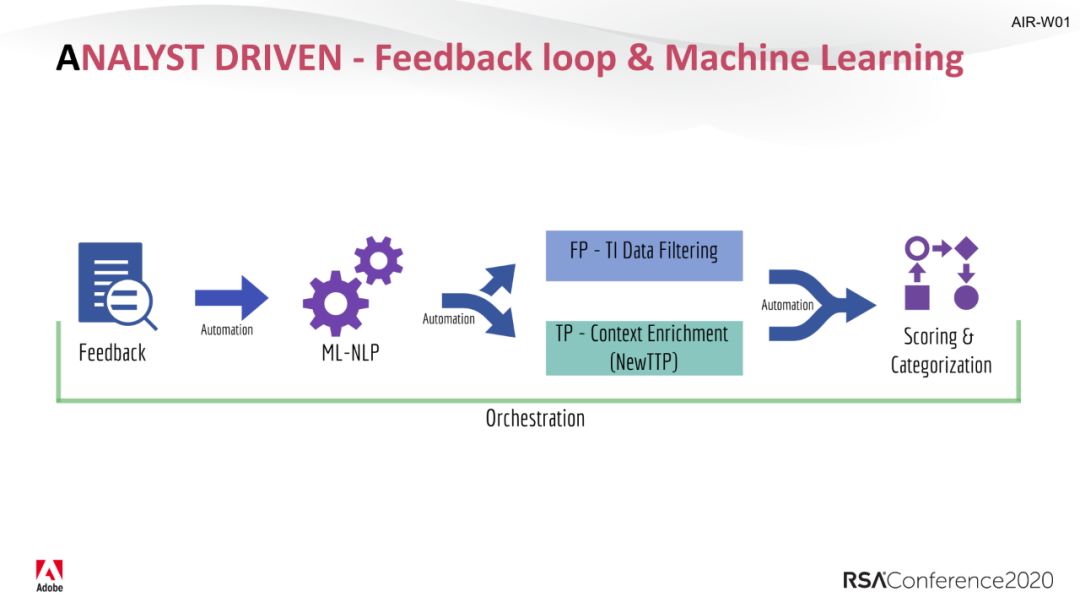 AIR-W01
ANALYST DRIVEN - Feedback loop & Machine Learning
Feedback
Automation
ML-NLP
Automation
FP - TI Data Filtering
TP - Context Enrichment
(NewTTP)
Automation
Scoring &
Categorization
Orchestration
Adobe
RSAConference2020